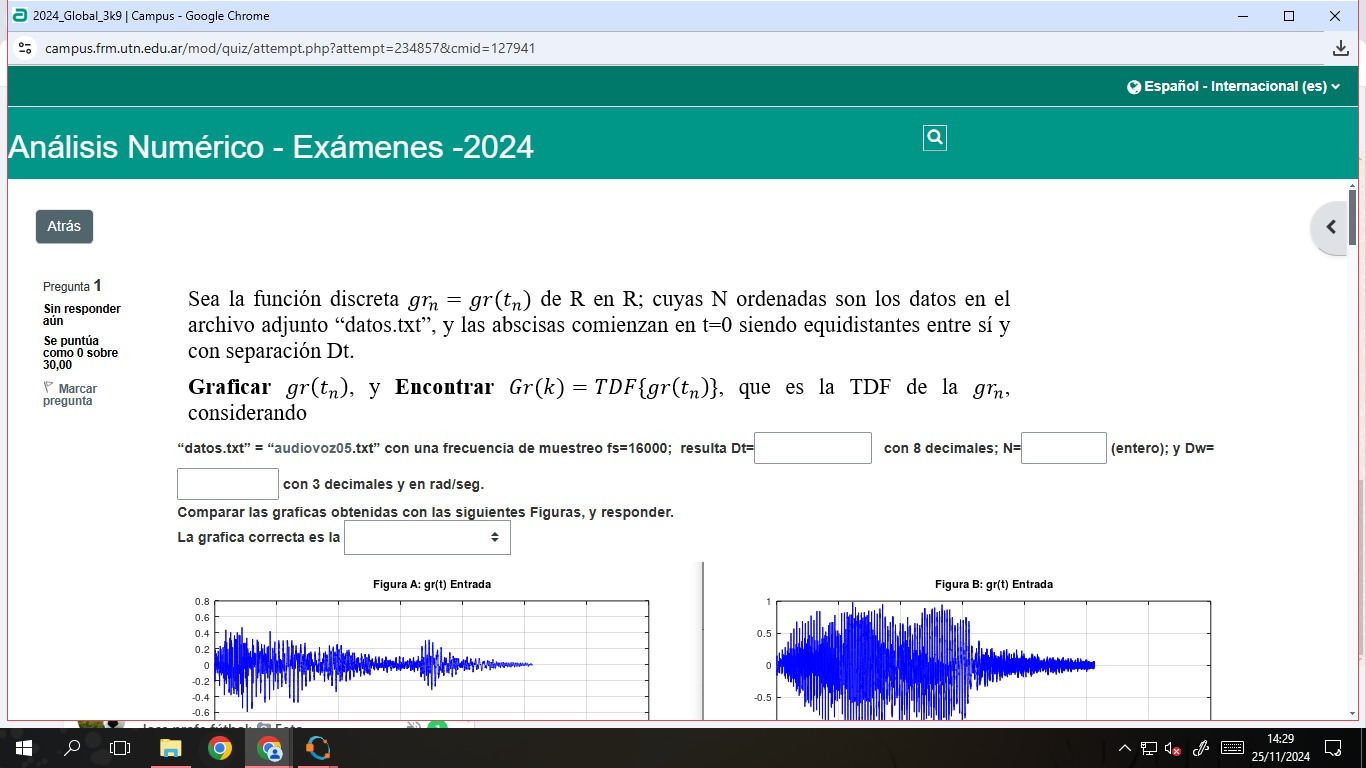 2024_Global_3k9 | Campus - Google Chrome
campus.frm.utn.edu.ar/mod/quiz/attempt.php?attempt=234857&cmid=127941
Español - Internacional (es)
Análisis Numérico - Exámenes -2024
Atrás
Pregunta 1
Sin responder
aún
Se puntúa
como 0 sobre
30,00
Marcar
pregunta
Sea la función discreta grₙ = gr(tₙ) de R en R; cuyas N ordenadas son los datos en el
archivo adjunto “datos.txt”, y las abscisas comienzan en t=0 siendo equidistantes entre sí y
con separación Dt.
Graficar gr(tₙ), y Encontrar Gr(k) = TDF{gr(tₙ)}, que es la TDF de la grₙ,
considerando
“datos.txt” = “audiovoz05.txt” con una frecuencia de muestreo fs=16000; resulta Dt= con 8 decimales; N= (entero); y Dw=
con 3 decimales y en rad/seg.
Comparar las graficas obtenidas con las siguientes Figuras, y responder.
La grafica correcta es la
Figura A: gr(t) Entrada
0.8
0.6
0.4
0.2
0
-0.2
-0.4
-0.6
Figura B: gr(t) Entrada
1
0.5
0
-0.5
14:29
25/11/2024